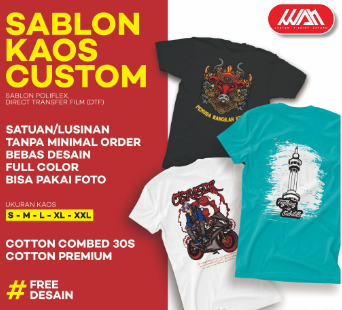 SABLON
KAOS
CUSTOM
SABLON POLIFLEX,
DIRECT TRANSFER FILM (DTF)
SATUAN/LUSINAN
TANPA MINIMAL ORDER
BEBAS DESAIN
FULL COLOR
BISA PAKAI FOTO
UKURAN KAOS
S - M - L - XL - XXL
COTTON COMBED 30S
COTTON PREMIUM
# FREE
DESAIN